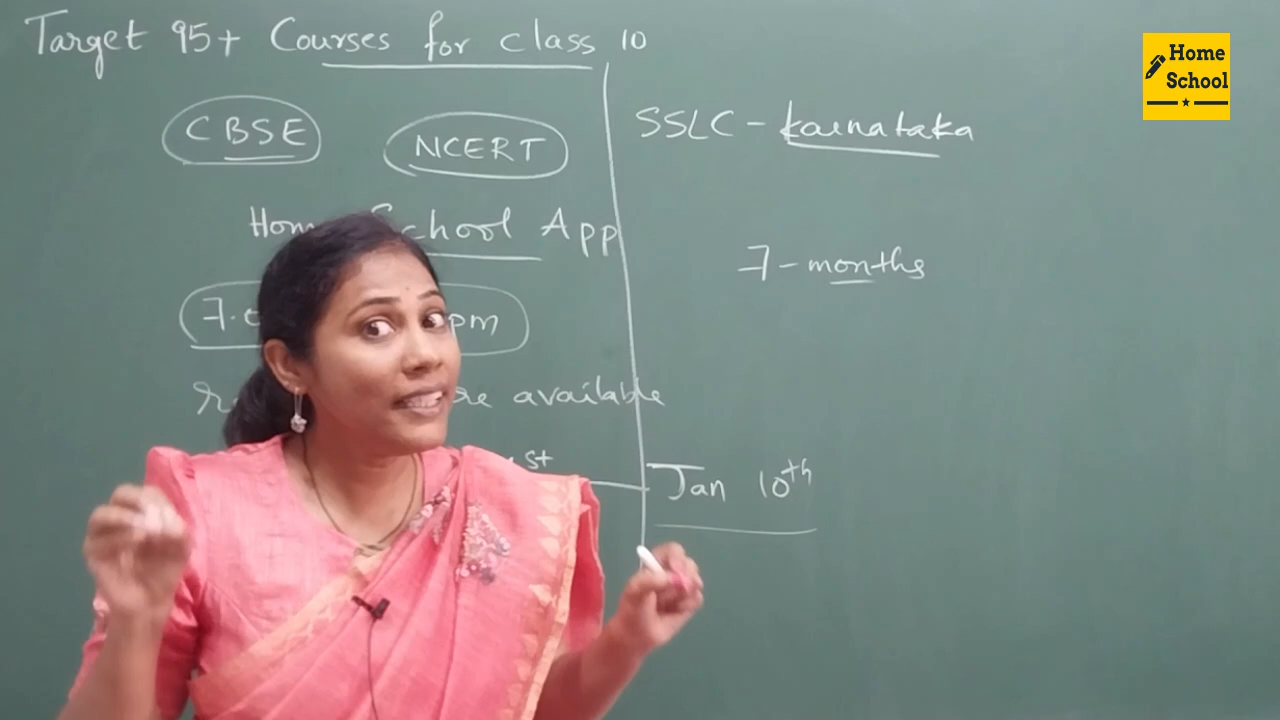 Target 95+ Courses for class 10
CBSE
NCERT
Home School App
pm
are available
st
SSLC - Karnataka
7 - months
Jan 10th
Home
School